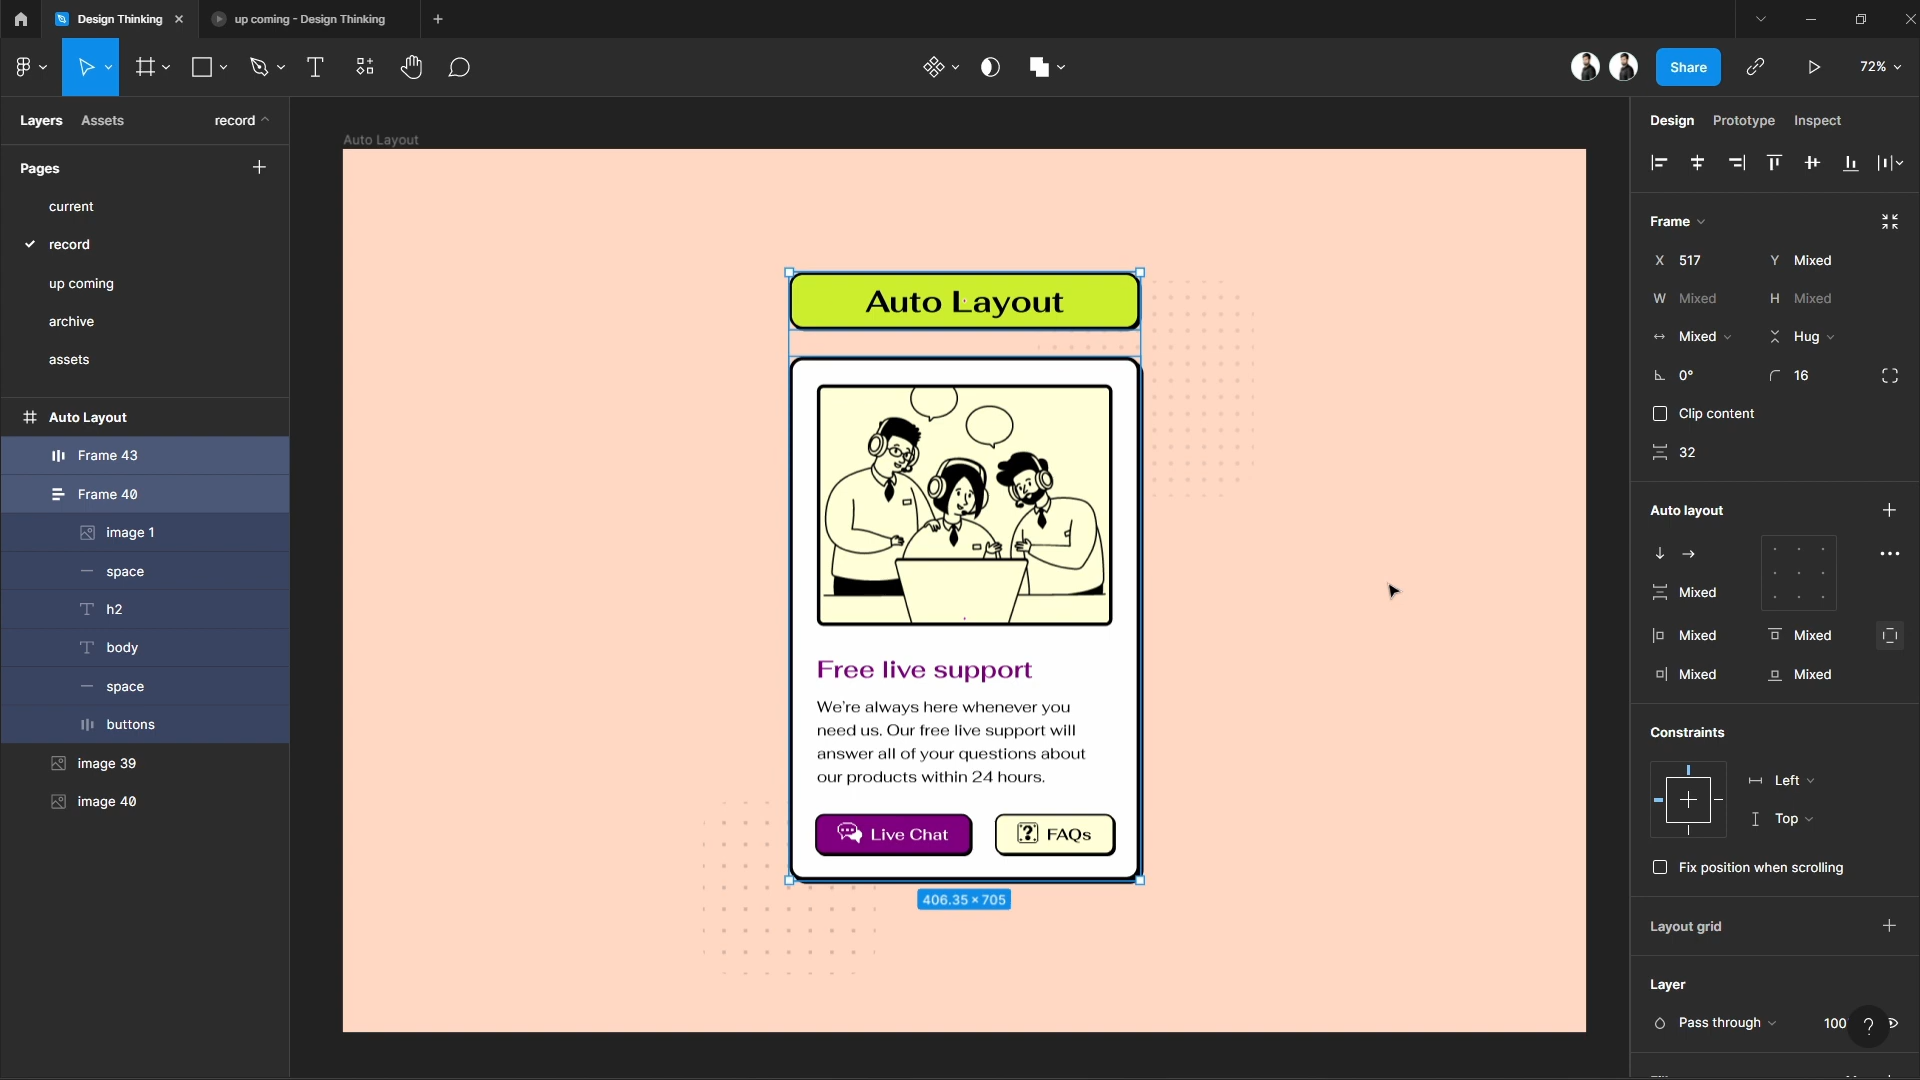 Design Thinking
up coming - Design Thinking
Share
72%
Layers
Assets
record
Pages
current
record
up coming
archive
assets
Auto Layout
Frame 43
Frame 40
image 1
space
h2
body
space
buttons
image 39
image 40
Auto Layout
Auto Layout
Free live support
We're always here whenever you
need us. Our free live support will
answer all of your questions about
our products within 24 hours.
Live Chat
FAQs
406.35 × 705
Design
Prototype
Inspect
Frame
X 517
Y Mixed
W Mixed
H Mixed
Mixed
Hug
0°
16
Clip content
32
Auto layout
Mixed
Mixed
Mixed
Mixed
Mixed
Constraints
Left
Top
Fix position when scrolling
Layout grid
Layer
Pass through
100
?